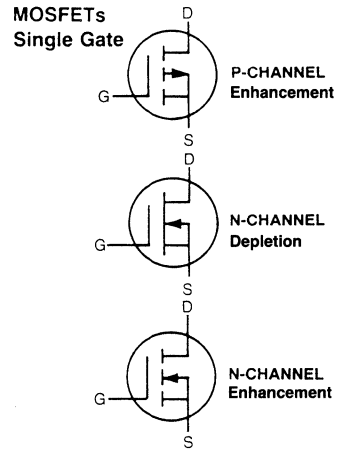 MOSFETs
Single Gate
D
G
S
P-CHANNEL
Enhancement
D
G
S
N-CHANNEL
Depletion
D
G
S
N-CHANNEL
Enhancement